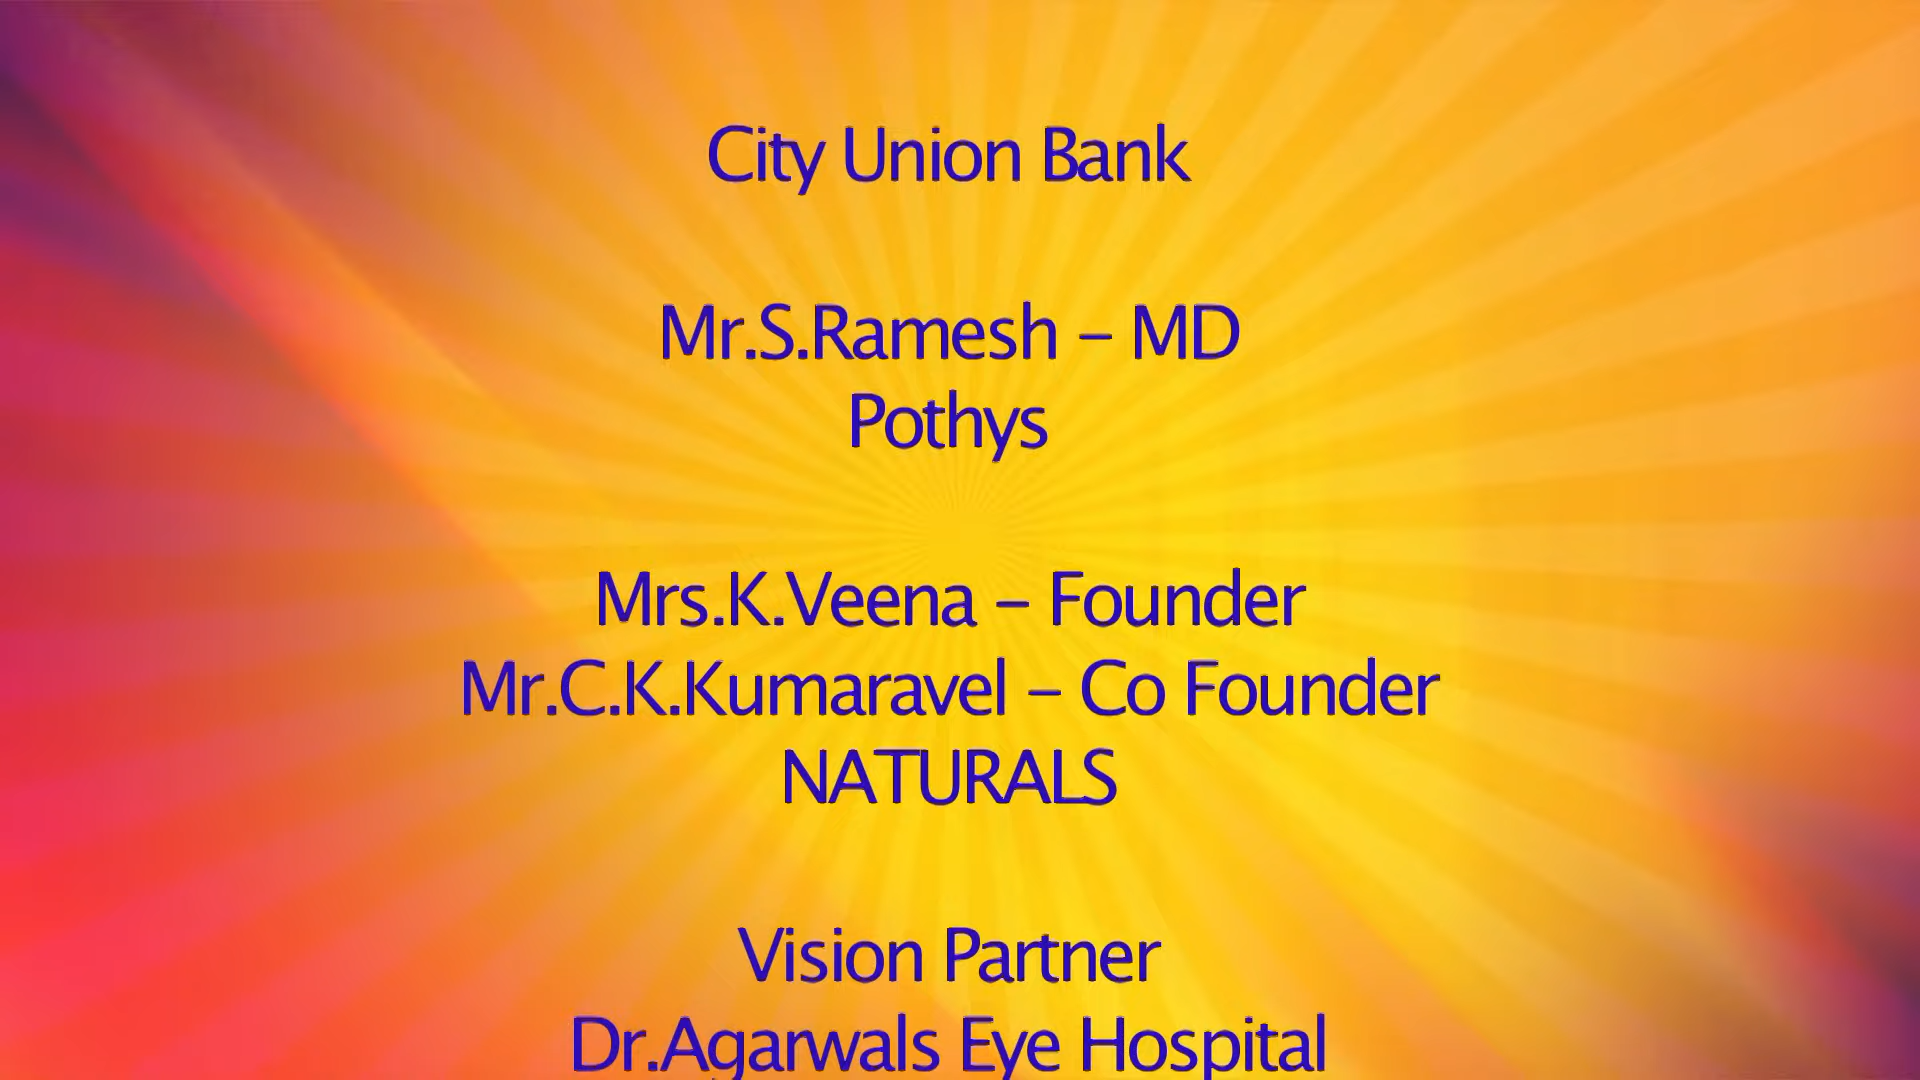 City Union Bank
Mr.S.Ramesh – MD
Pothys
Mrs.K.Veena – Founder
Mr.C.K.Kumaravel – Co Founder
NATURALS
Vision Partner
Dr.Agarwals Eye Hospital